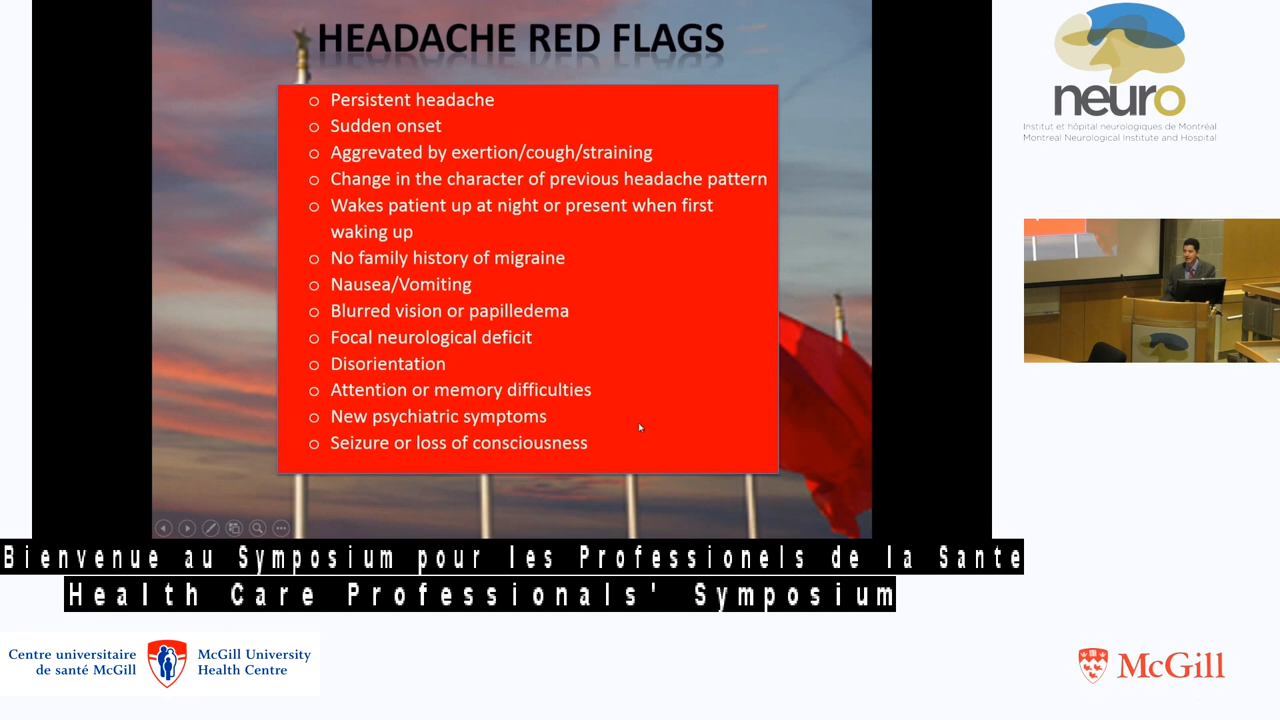 HEADACHE RED FLAGS
o Persistent headache
o Sudden onset
o Aggrevated by exertion/cough/straining
o Change in the character of previous headache pattern
o Wakes patient up at night or present when first
waking up
o No family history of migraine
o Nausea/Vomiting
o Blurred vision or papilledema
o Focal neurological deficit
o Disorientation
o Attention or memory difficulties
o New psychiatric symptoms
o Seizure or loss of consciousness
neuro
Institut et hôpital neurologiques de Montréal
Montreal Neurological Institute and Hospital
Bienvenue au Symposium pour les Professionels de la Sante
Health Care Professionals' Symposium
Centre universitaire
de santé McGill
McGill University
Health Centre
McGill